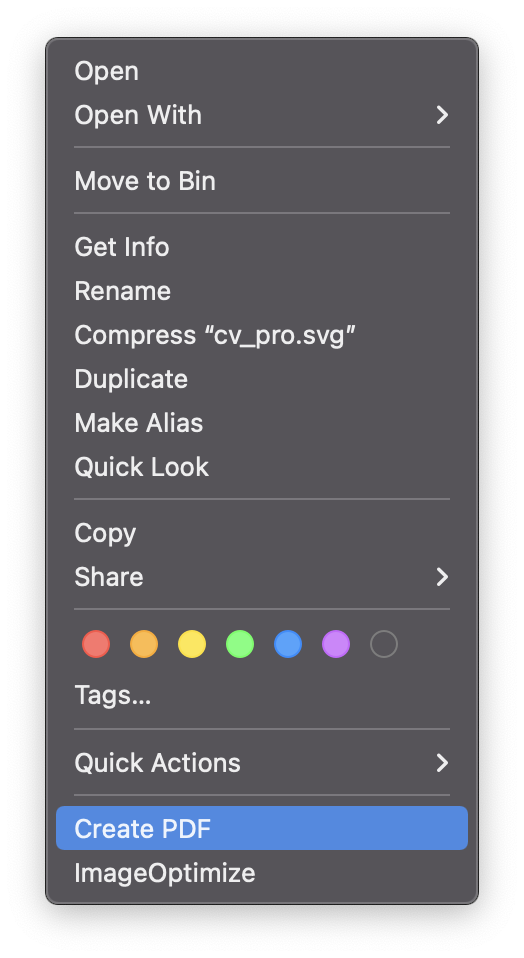 Open
Open With
Move to Bin
Get Info
Rename
Compress “cv_pro.svg”
Duplicate
Make Alias
Quick Look
Copy
Share
Tags...
Quick Actions
Create PDF
ImageOptimize